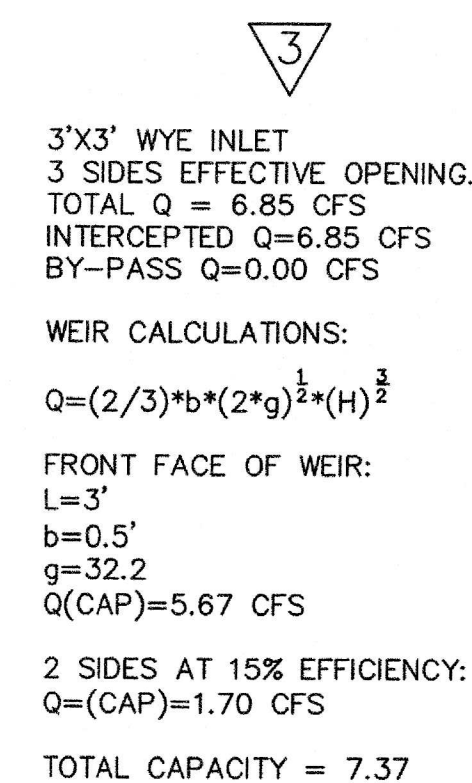 3
3'X3' WYE INLET
3 SIDES EFFECTIVE OPENING.
TOTAL Q = 6.85 CFS
INTERCEPTED Q=6.85 CFS
BY-PASS Q=0.00 CFS
WEIR CALCULATIONS:
Q=(2/3)*b*(2*g)^1/2*(H)^3/2
FRONT FACE OF WEIR:
L=3'
b=0.5'
g=32.2
Q(CAP)=5.67 CFS
2 SIDES AT 15% EFFICIENCY:
Q=(CAP)=1.70 CFS
TOTAL CAPACITY = 7.37